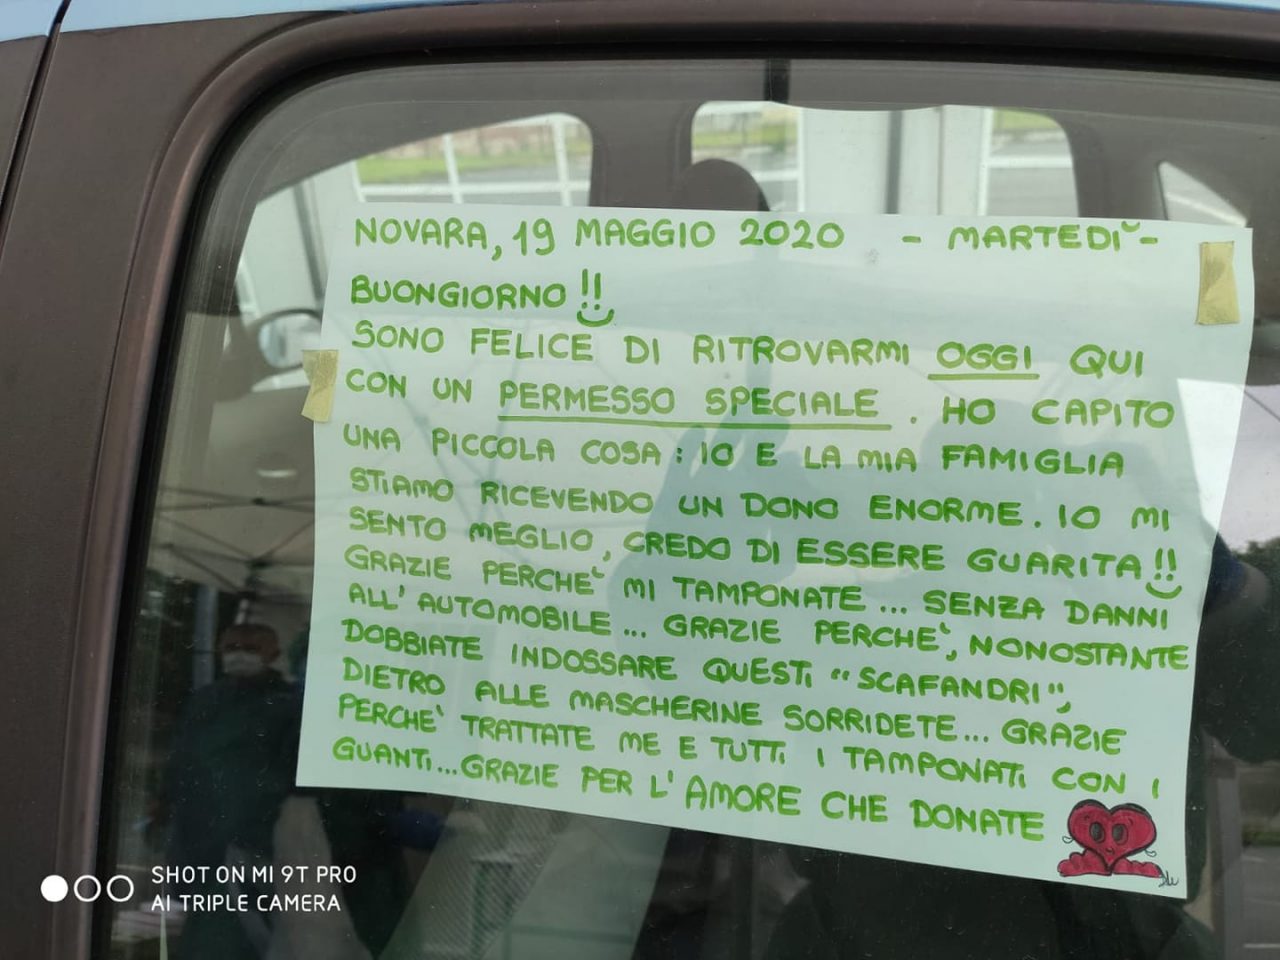 NOVARA, 19 MAGGIO 2020 - MARTEDÌ -
BUONGIORNO!!
SONO FELICE DI RITROVARMI OGGI QUI
CON UN PERMESSO SPECIALE. HO CAPITO
UNA PICCOLA COSA: IO E LA MIA FAMIGLIA
STIAMO RICEVENDO UN DONO ENORME. IO MI
SENTO MEGLIO, CREDO DI ESSERE GUARITA!!
GRAZIE PERCHE' MI TAMPONATE... SENZA DANNI
ALL'AUTOMOBILE... GRAZIE PERCHE', NONOSTANTE
DOBBIATE INDOSSARE QUESTI "SCAFANDRI",
DIETRO ALLE MASCHERINE SORRIDETE... GRAZIE
PERCHE' TRATTATE ME E TUTTI I TAMPONATI CON I
GUANTI... GRAZIE PER L'AMORE CHE DONATE
SHOT ON MI 9T PRO
AI TRIPLE CAMERA